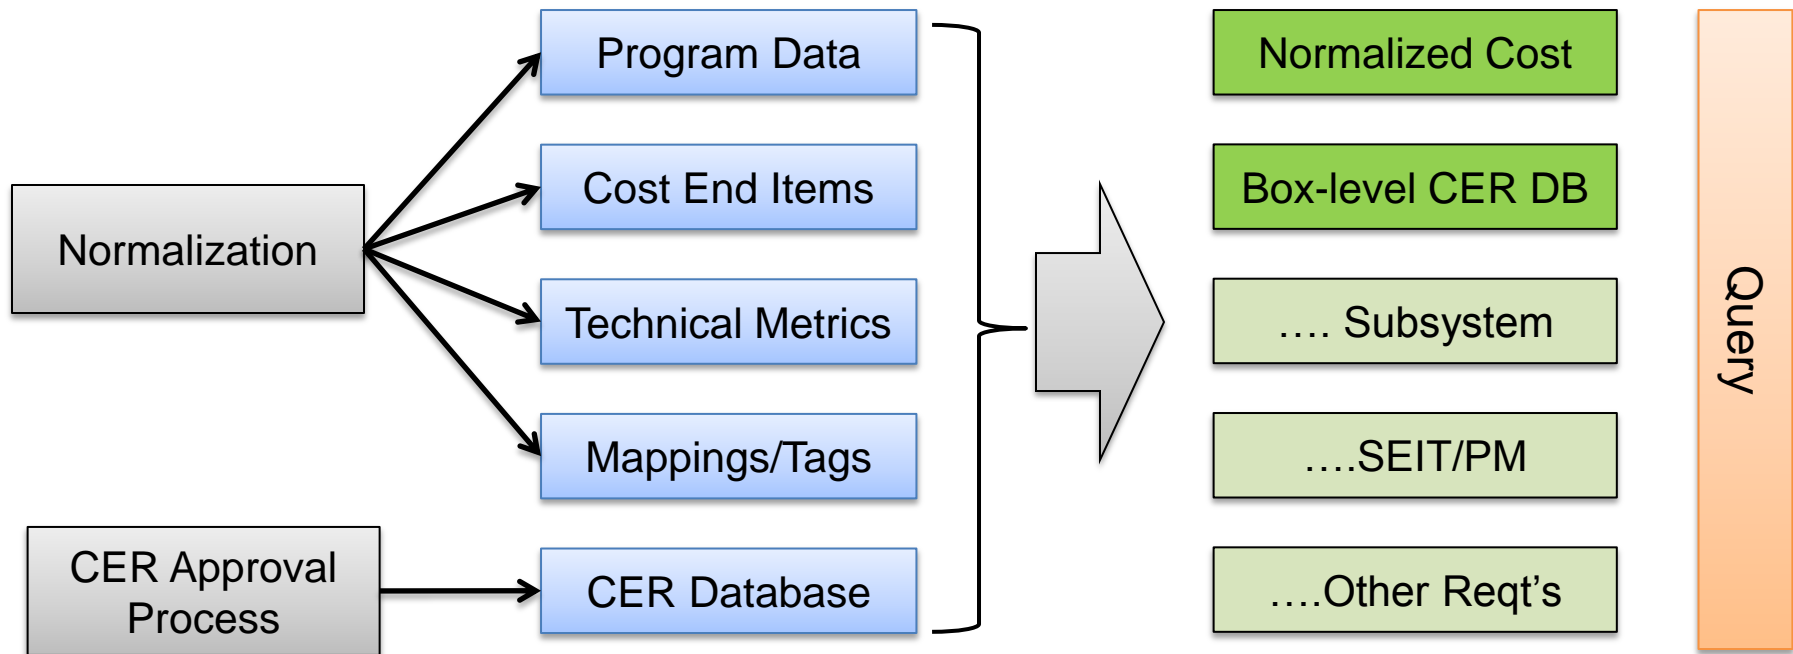 Program Data
Normalized Cost
Cost End Items
Box-level CER DB
Normalization
Technical Metrics
…. Subsystem
Query
Mappings/Tags
….SEIT/PM
CER Approval
Process
CER Database
….Other Reqt’s